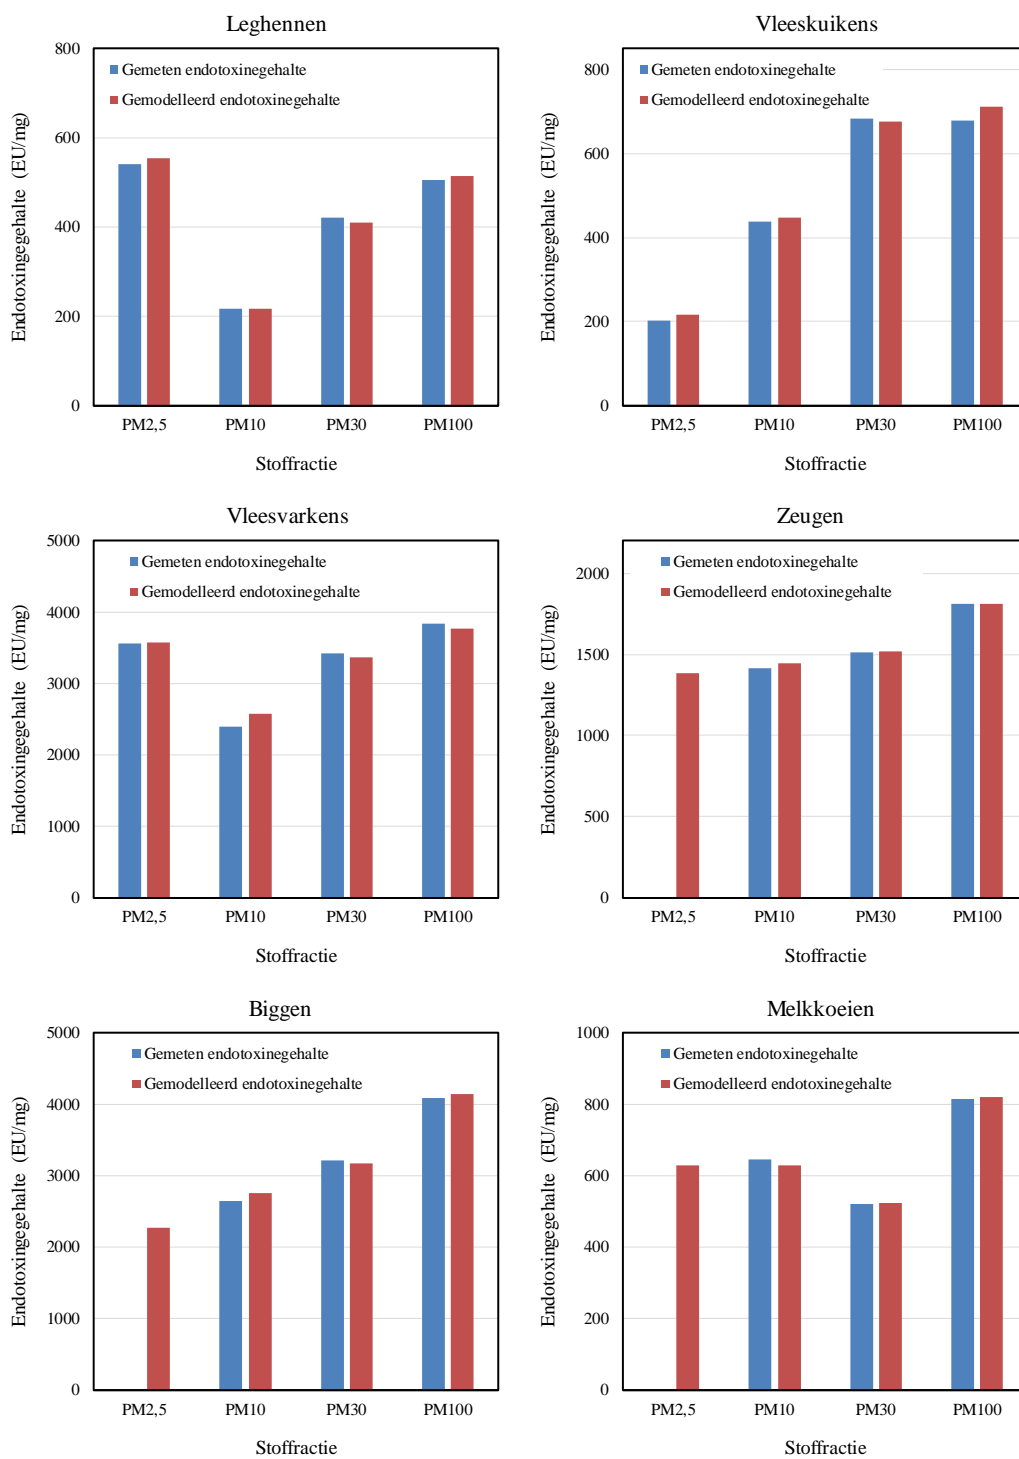 Leghennen
800
600
400
200
0
Endotoxingegehalte (EU/mg)
Gemeten endotoxinegehalte
Gemodelleerd endotoxinegehalte
PM2,5 PM10 PM30 PM100
Stoffractie
Vleeskuikens
800
600
400
200
0
Endotoxingegehalte (EU/mg)
Gemeten endotoxinegehalte
Gemodelleerd endotoxinegehalte
PM2,5 PM10 PM30 PM100
Stoffractie
Vleesvarkens
5000
4000
3000
2000
1000
0
Endotoxingegehalte (EU/mg)
Gemeten endotoxinegehalte
Gemodelleerd endotoxinegehalte
PM2,5 PM10 PM30 PM100
Stoffractie
Zeugen
2000
1500
1000
500
0
Endotoxingegehalte (EU/mg)
Gemeten endotoxinegehalte
Gemodelleerd endotoxinegehalte
PM2,5 PM10 PM30 PM100
Stoffractie
Biggen
5000
4000
3000
2000
1000
0
Endotoxingegehalte (EU/mg)
Gemeten endotoxinegehalte
Gemodelleerd endotoxinegehalte
PM2,5 PM10 PM30 PM100
Stoffractie
Melkkoeien
1000
800
600
400
200
0
Endotoxingegehalte (EU/mg)
Gemeten endotoxinegehalte
Gemodelleerd endotoxinegehalte
PM2,5 PM10 PM30 PM100
Stoffractie